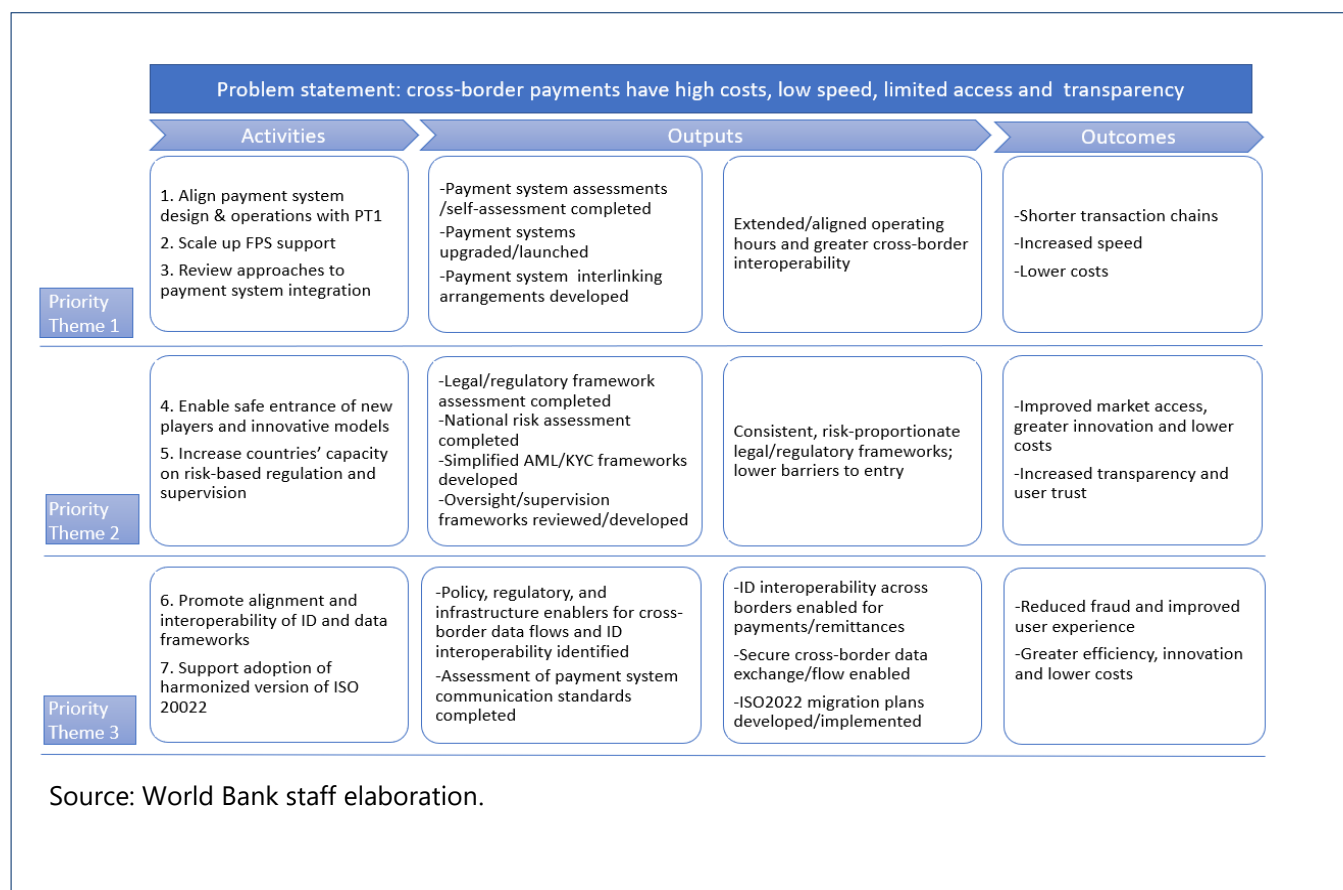 Problem statement: cross-border payments have high costs, low speed, limited access and transparency
Activities
Outputs
Outcomes
Priority
Theme 1
1. Align payment system
design & operations with PT1
2. Scale up FPS support
3. Review approaches to
payment system integration
-Payment system assessments
/self-assessment completed
-Payment systems
upgraded/launched
-Payment system interlinking
arrangements developed
Extended/aligned operating
hours and greater cross-border
interoperability
-Shorter transaction chains
-Increased speed
-Lower costs
Priority
Theme 2
4. Enable safe entrance of new
players and innovative models
5. Increase countries’ capacity
on risk-based regulation and
supervision
-Legal/regulatory framework
assessment completed
-National risk assessment
completed
-Simplified AML/KYC frameworks
developed
-Oversight/supervision
frameworks reviewed/developed
Consistent, risk-proportionate
legal/regulatory frameworks;
lower barriers to entry
-Improved market access,
greater innovation and lower
costs
-Increased transparency and
user trust
Priority
Theme 3
6. Promote alignment and
interoperability of ID and data
frameworks
7. Support adoption of
harmonized version of ISO
20022
-Policy, regulatory, and
infrastructure enablers for cross-
border data flows and ID
interoperability identified
-Assessment of payment system
communication standards
completed
-ID interoperability across
borders enabled for
payments/remittances
-Secure cross-border data
exchange/flow enabled
-ISO2022 migration plans
developed/implemented
-Reduced fraud and improved
user experience
-Greater efficiency, innovation
and lower costs
Source: World Bank staff elaboration.